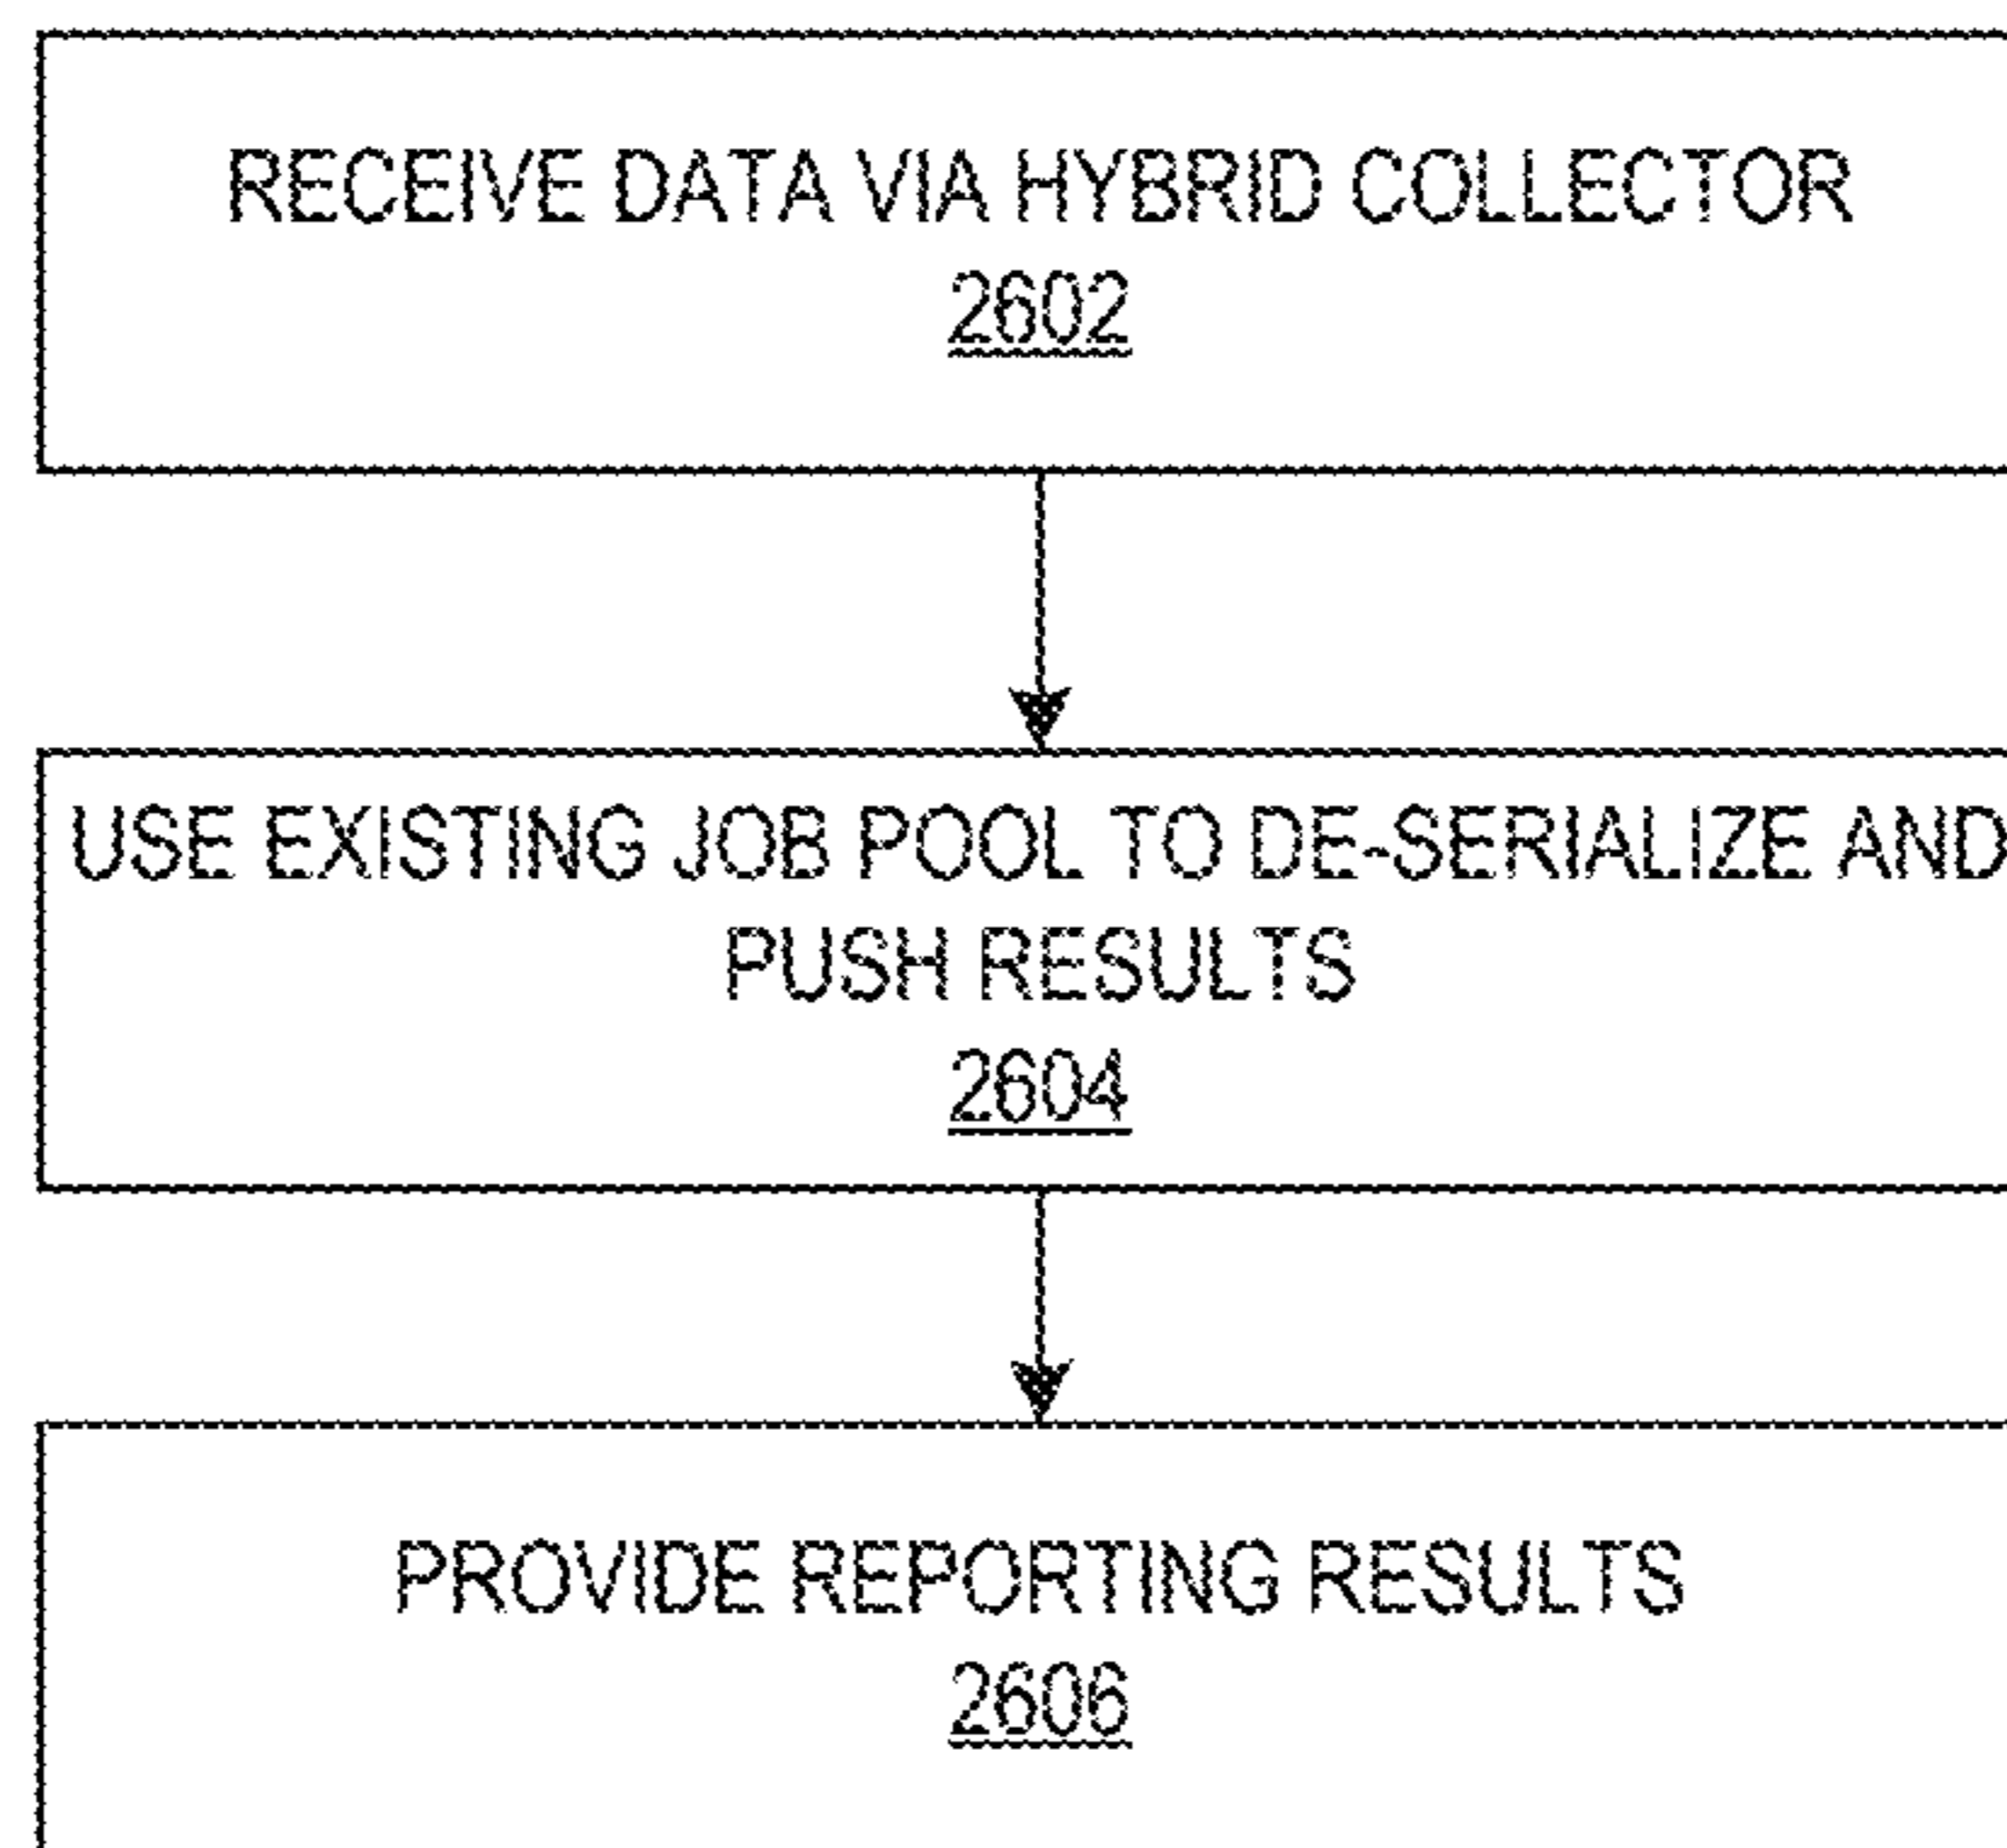 RECEIVE DATA VIA HYBRID COLLECTOR
2602
USE EXISTING JOB POOL TO DE-SERIALIZE AND
PUSH RESULTS
2604
PROVIDE REPORTING RESULTS
2606